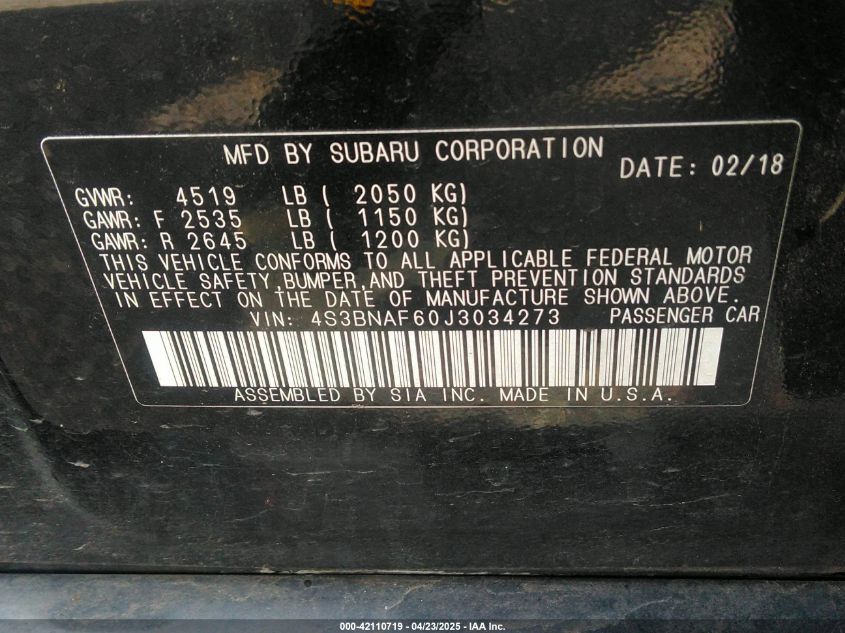 MFD BY SUBARU CORPORATION
DATE: 02/18
GVWR: 4519 LB ( 2050 KG)
GAWR: F 2535 LB ( 1150 KG)
GAWR: R 2645 LB ( 1200 KG)
THIS VEHICLE CONFORMS TO ALL APPLICABLE FEDERAL MOTOR
VEHICLE SAFETY,BUMPER,AND THEFT PREVENTION STANDARDS
IN EFFECT ON THE DATE OF MANUFACTURE SHOWN ABOVE.
VIN: 4S3BNAF60J3034273 PASSENGER CAR
ASSEMBLED BY SIA INC. MADE IN U.S.A.
000-42110719 - 04/23/2025 - IAA Inc.